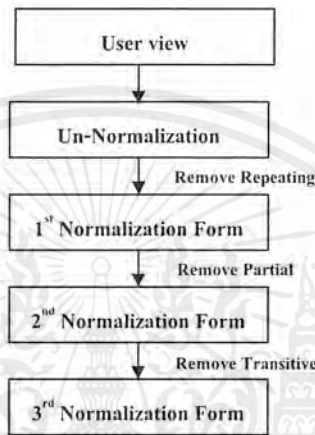 User view
Un-Normalization
Remove Repeating
1st Normalization Form
Remove Partial
2nd Normalization Form
Remove Transitive
3rd Normalization Form